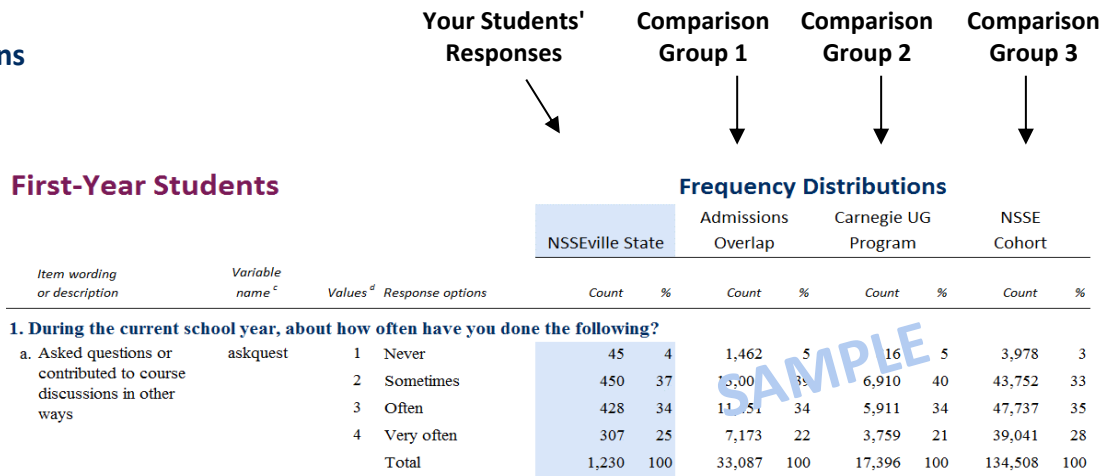 Your Students' Comparison Comparison Comparison
ns Responses Group 1 Group 2 Group 3
First-Year Students Frequency Distributions
Admissions Carnegie UG NSSE
NSSEville State Overlap Program Cohort
Item wording Variable
or description name c Values d Response options Count % Count % Count % Count %
1. During the current school year, about how often have you done the following?
a. Asked questions or askquest 1 Never 45 4 1,462 5 5 3,978 3
contributed to course
discussions in other 2 Sometimes 450 37 6,910 40 43,752 33
ways 3 Often 428 34 34 5,911 34 47,737 35
4 Very often 307 25 7,173 22 3,759 21 39,041 28
Total 1,230 100 33,087 100 17,396 100 134,508 100
SAMPLE